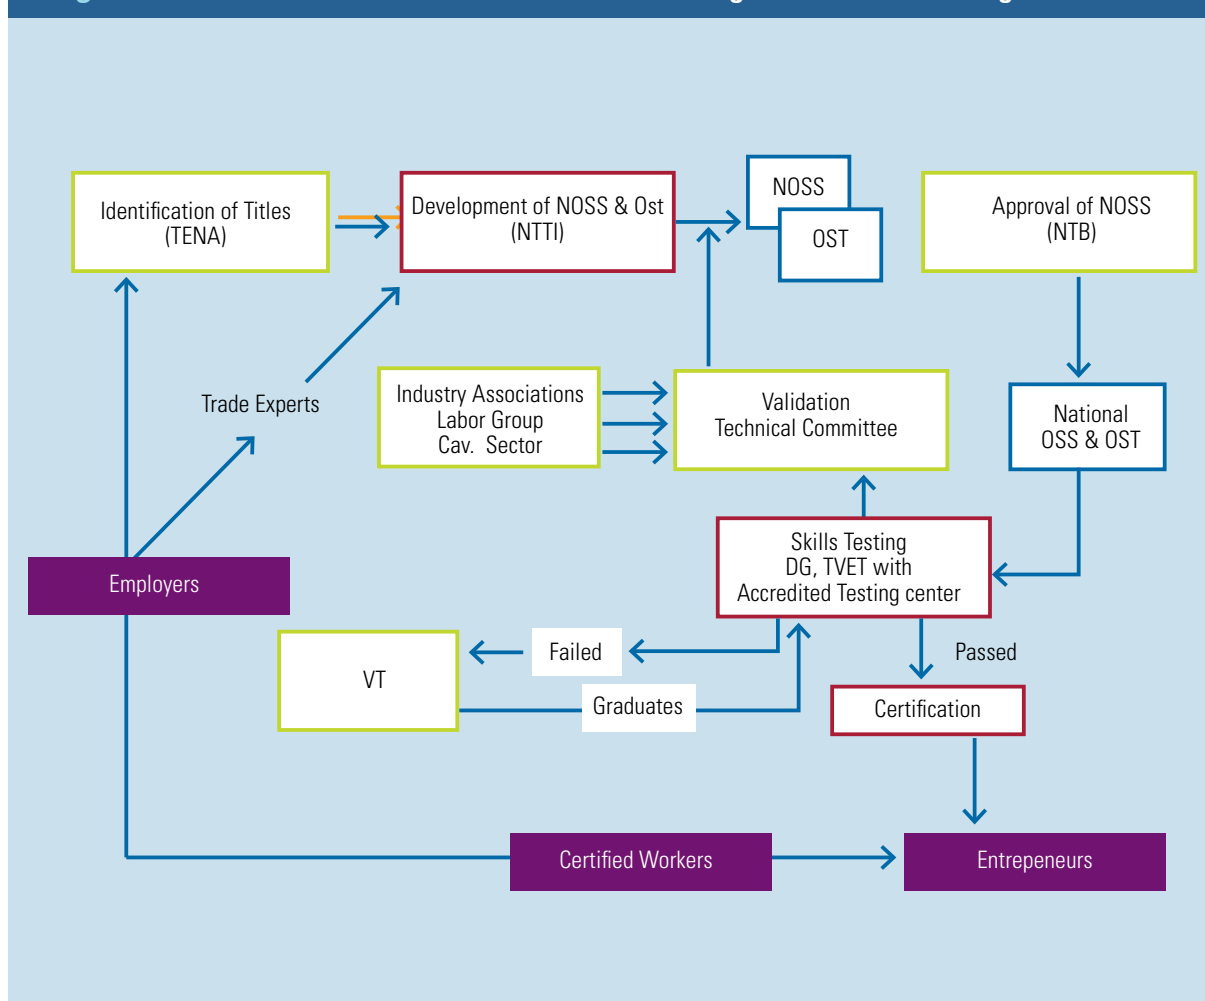 Identification of Titles
(TENA)
Development of NOSS & Ost
(NTTI)
NOSS
OST
Approval of NOSS
(NTB)
Trade Experts
Industry Associations
Labor Group
Cav. Sector
Validation
Technical Committee
National
OSS & OST
Skills Testing
DG, TVET with
Accredited Testing center
Employers
VT
Failed
Graduates
Passed
Certification
Certified Workers
Entrepeneurs